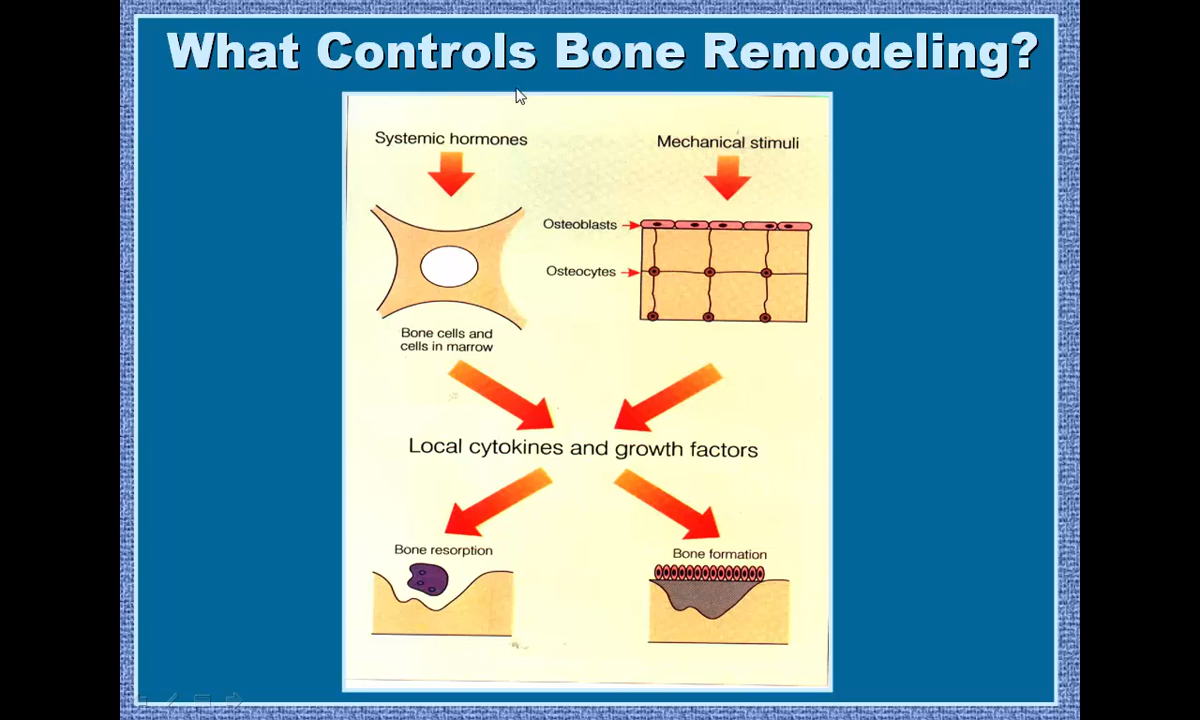 What Controls Bone Remodeling?
Systemic hormones
Mechanical stimuli
Osteoblasts
Osteocytes
Bone cells and
cells in marrow
Local cytokines and growth factors
Bone resorption
Bone formation